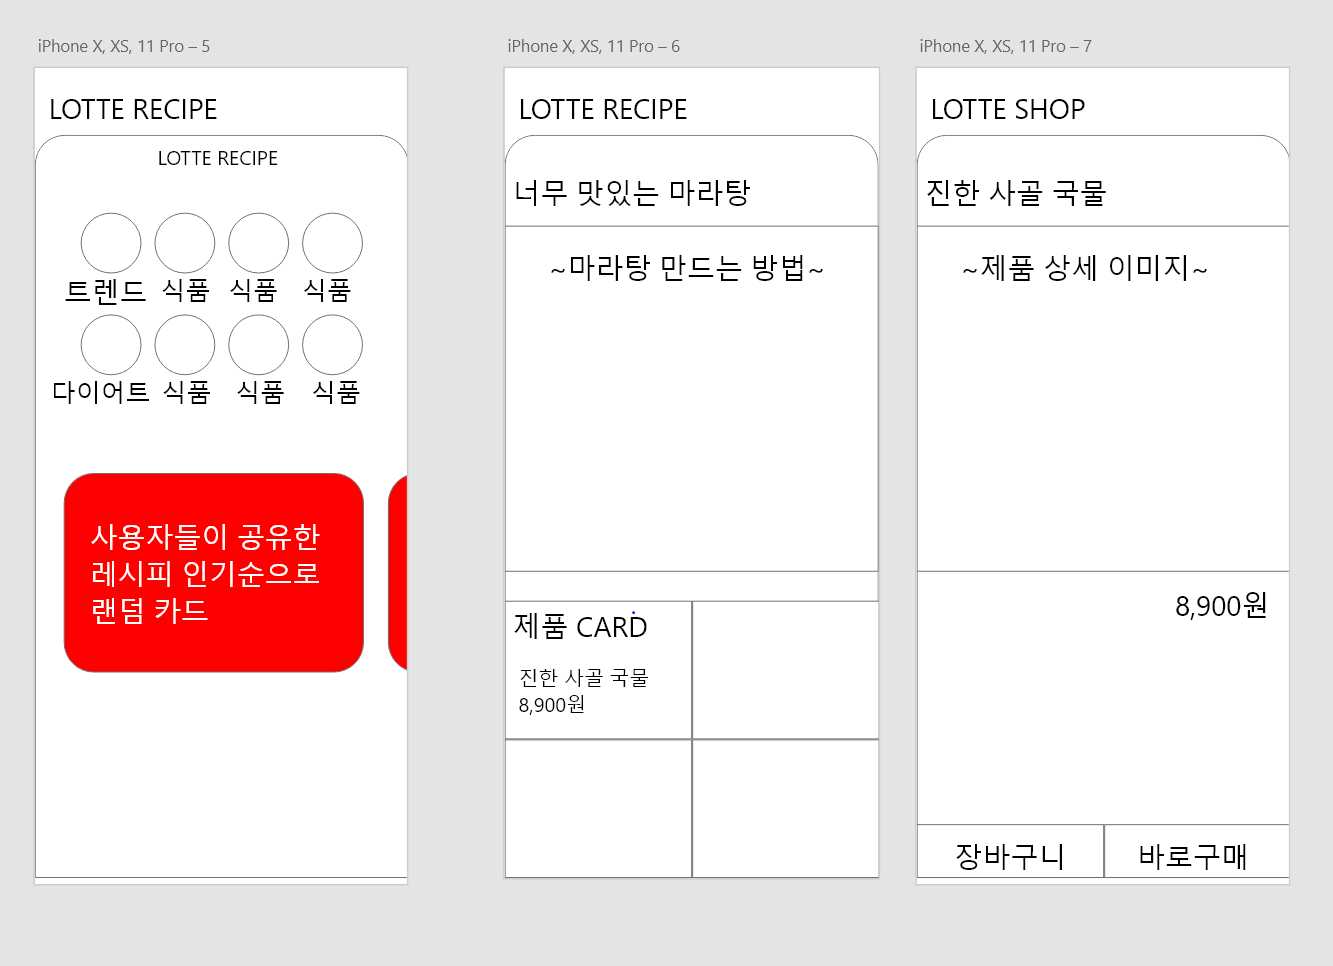 iPhone X, XS, 11 Pro – 5
LOTTE RECIPE
LOTTE RECIPE
트렌드 식품 식품 식품
다이어트 식품 식품 식품
사용자들이 공유한
레시피 인기순으로
랜덤 카드
iPhone X, XS, 11 Pro – 6
LOTTE RECIPE
너무 맛있는 마라탕
~마라탕 만드는 방법~
제품 CARD
진한 사골 국물
8,900원
iPhone X, XS, 11 Pro – 7
LOTTE SHOP
진한 사골 국물
~제품 상세 이미지~
8,900원
장바구니 바로구매